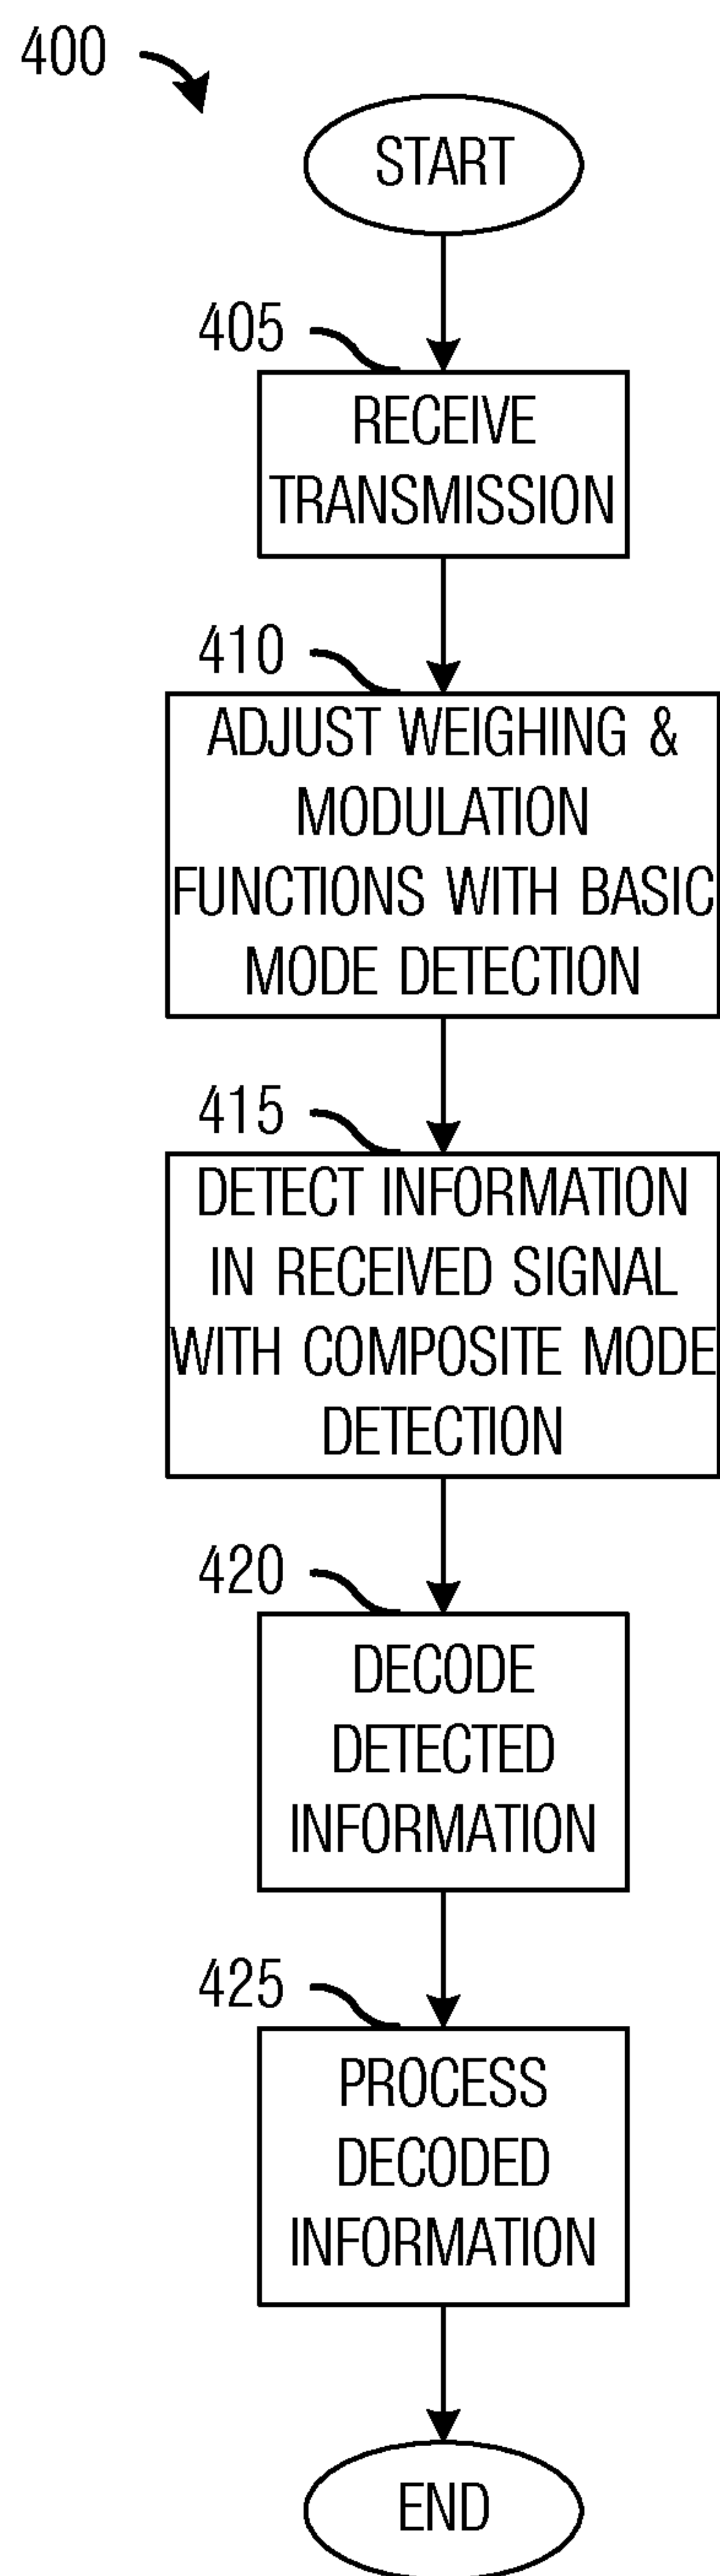 400
START
405
RECEIVE
TRANSMISSION
410
ADJUST WEIGHING &
MODULATION
FUNCTIONS WITH BASIC
MODE DETECTION
415
DETECT INFORMATION
IN RECEIVED SIGNAL
WITH COMPOSITE MODE
DETECTION
420
DECODE
DETECTED
INFORMATION
425
PROCESS
DECODED
INFORMATION
END